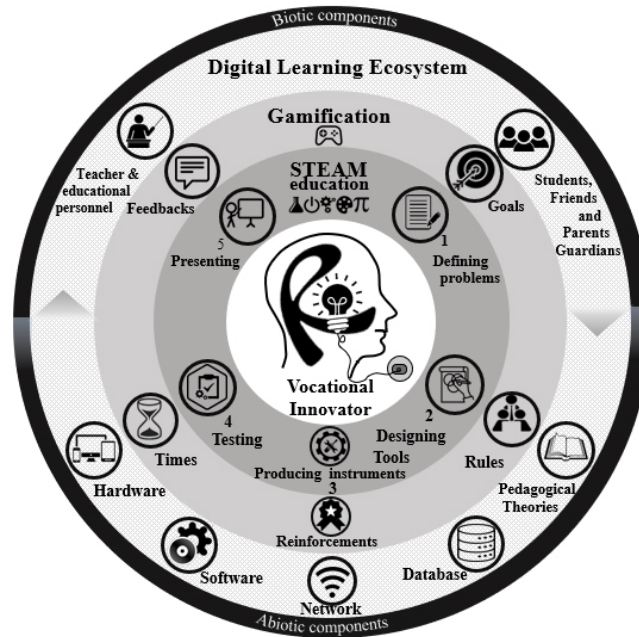 Biotic components
Digital Learning Ecosystem
Gamification
STEAM
education
Teacher &
educational
personnel
Feedbacks
Goals
Students,
Friends
and
Parents
Guardians
5
Presenting
1
Defining
problems
Vocational
Innovator
4
Testing
2
Designing
Tools
Producing instruments
3
Times
Rules
Hardware
Pedagogical
Theories
Reinforcements
Software
Database
Network
Abiotic components